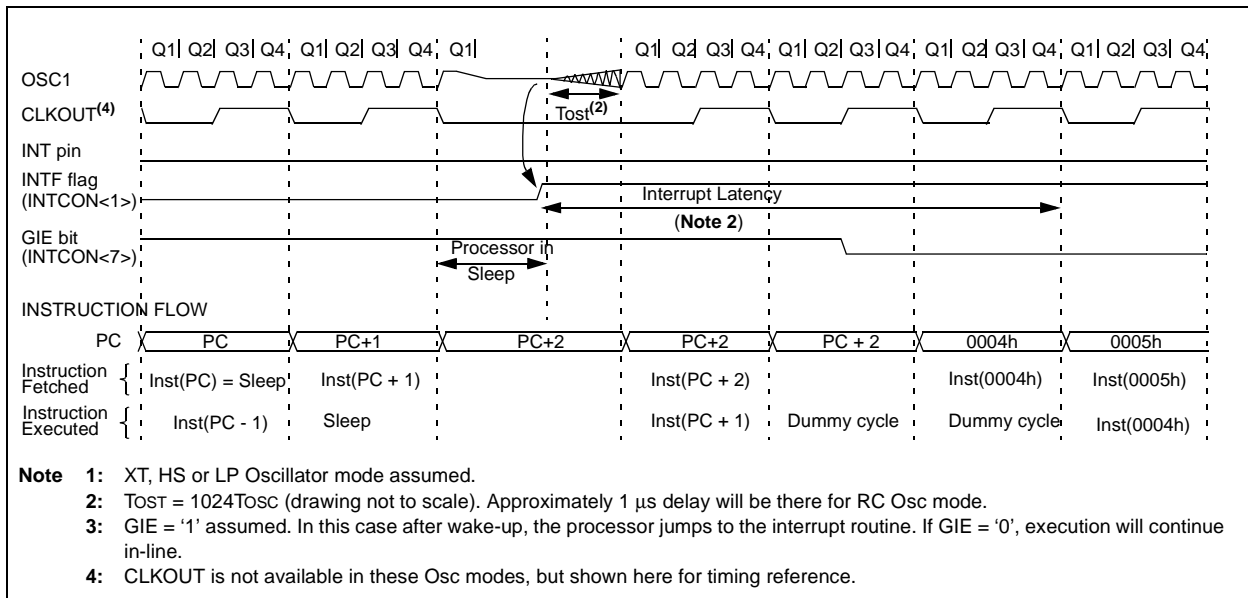 Q1 Q2 Q3 Q4 Q1 Q2 Q3 Q4 Q1 Q1 Q2 Q3 Q4 Q1 Q2 Q3 Q4 Q1 Q2 Q3 Q4 Q1 Q2 Q3 Q4
OSC1
CLKOUT(4)
TOST(2)
INT pin
INTF flag
(INTCON<1>)
Interrupt Latency
(Note 2)
GIE bit
(INTCON<7>)
Processor in
Sleep
INSTRUCTION FLOW
PC PC PC+1 PC+2 PC+2 PC + 2 0004h 0005h
Instruction
Fetched { Inst(PC) = Sleep Inst(PC + 1) Inst(PC + 2) Inst(0004h) Inst(0005h)
Instruction
Executed { Inst(PC - 1) Sleep Inst(PC + 1) Dummy cycle Dummy cycle Inst(0004h)
Note 1: XT, HS or LP Oscillator mode assumed.
2: TOST = 1024TOSC (drawing not to scale). Approximately 1 μs delay will be there for RC Osc mode.
3: GIE = ‘1’ assumed. In this case after wake-up, the processor jumps to the interrupt routine. If GIE = ‘0’, execution will continue
in-line.
4: CLKOUT is not available in these Osc modes, but shown here for timing reference.